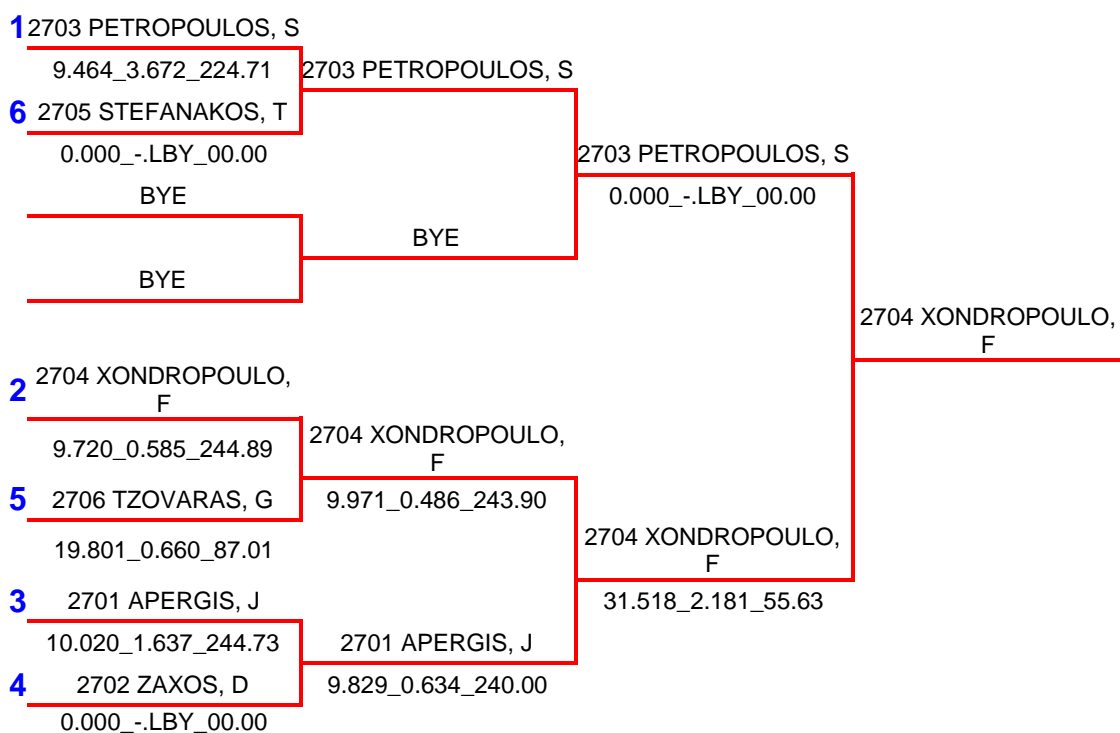 1 2703 PETROPOULOS, S
9.464_3.672_224.71
6 2705 STEFANAKOS, T
0.000_-.LBY_00.00
BYE
BYE
2 2704 XONDROPOULO,
F
9.720_0.585_244.89
5 2706 TZOVARAS, G
19.801_0.660_87.01
3 2701 APERGIS, J
10.020_1.637_244.73
4 2702 ZAXOS, D
0.000_-.LBY_00.00
2703 PETROPOULOS, S
BYE
2704 XONDROPOULO,
F
9.971_0.486_243.90
2701 APERGIS, J
9.829_0.634_240.00
2703 PETROPOULOS, S
0.000_-.LBY_00.00
2704 XONDROPOULO,
F
31.518_2.181_55.63
2704 XONDROPOULO,
F